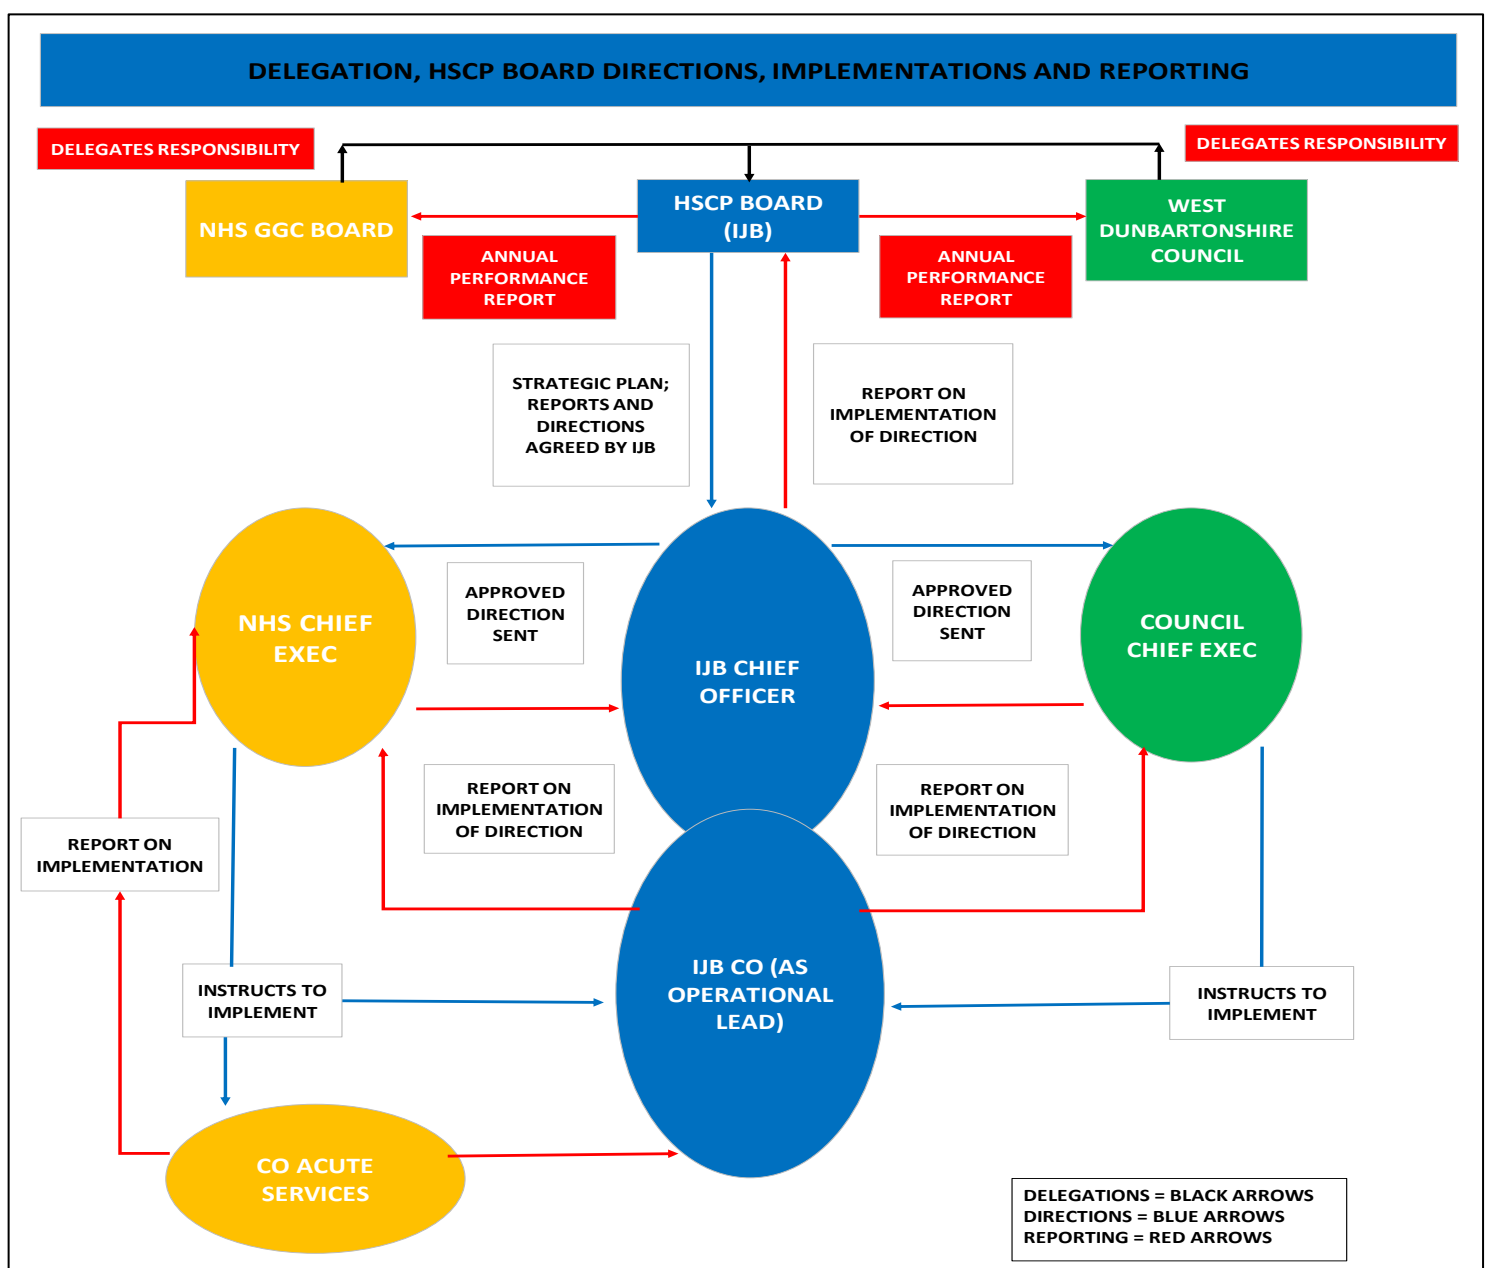 DELEGATION, HSCP BOARD DIRECTIONS, IMPLEMENTATIONS AND REPORTING
DELEGATES RESPONSIBILITY
DELEGATES RESPONSIBILITY
NHS GGC BOARD
HSCP BOARD
(IJB)
WEST
DUNBARTONSHIRE
COUNCIL
ANNUAL
PERFORMANCE
REPORT
ANNUAL
PERFORMANCE
REPORT
STRATEGIC PLAN;
REPORTS AND
DIRECTIONS
AGREED BY IJB
REPORT ON
IMPLEMENTATION
OF DIRECTION
NHS CHIEF
EXEC
APPROVED
DIRECTION
SENT
IJB CHIEF
OFFICER
APPROVED
DIRECTION
SENT
COUNCIL
CHIEF EXEC
REPORT ON
IMPLEMENTATION
OF DIRECTION
REPORT ON
IMPLEMENTATION
OF DIRECTION
REPORT ON
IMPLEMENTATION
INSTRUCTS TO
IMPLEMENT
IJB CO (AS
OPERATIONAL
LEAD)
INSTRUCTS TO
IMPLEMENT
CO ACUTE
SERVICES
DELEGATIONS = BLACK ARROWS
DIRECTIONS = BLUE ARROWS
REPORTING = RED ARROWS